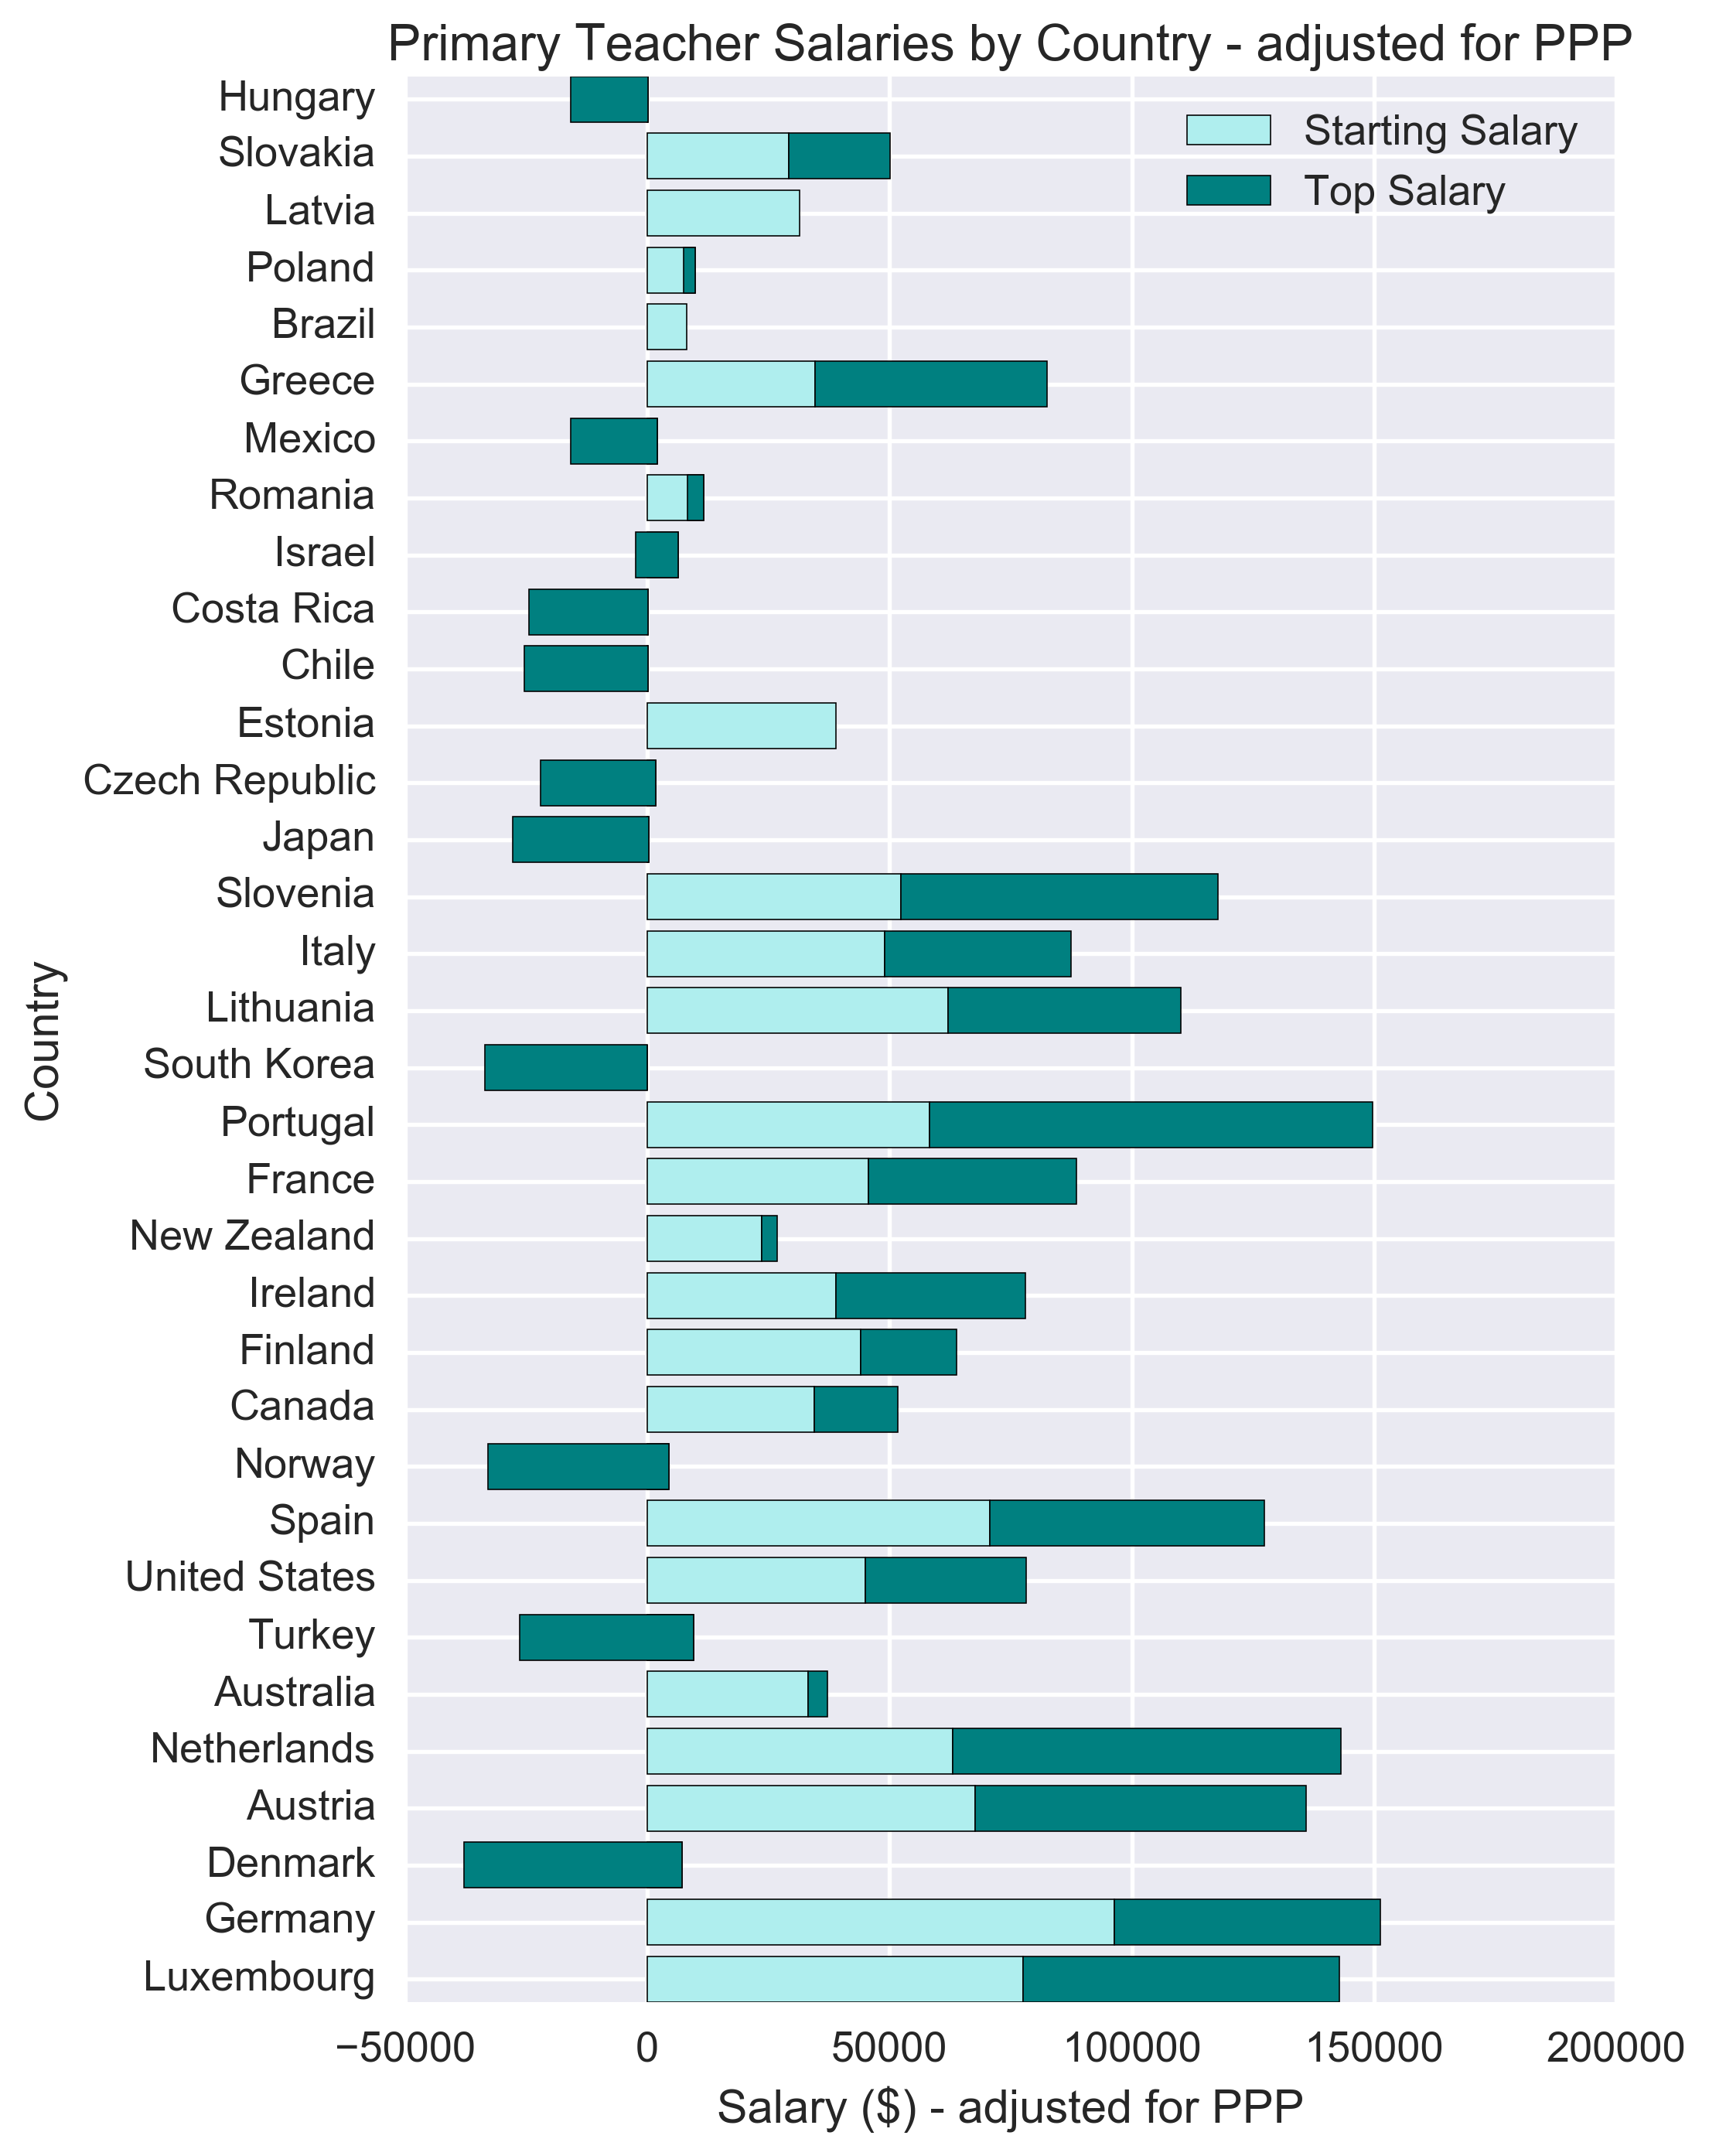 Primary Teacher Salaries by Country - adjusted for PPP
Starting Salary
Top Salary
Country
Hungary
Slovakia
Latvia
Poland
Brazil
Greece
Mexico
Romania
Israel
Costa Rica
Chile
Estonia
Czech Republic
Japan
Slovenia
Italy
Lithuania
South Korea
Portugal
France
New Zealand
Ireland
Finland
Canada
Norway
Spain
United States
Turkey
Australia
Netherlands
Austria
Denmark
Germany
Luxembourg
−50000 0 50000 100000 150000 200000
Salary ($) - adjusted for PPP